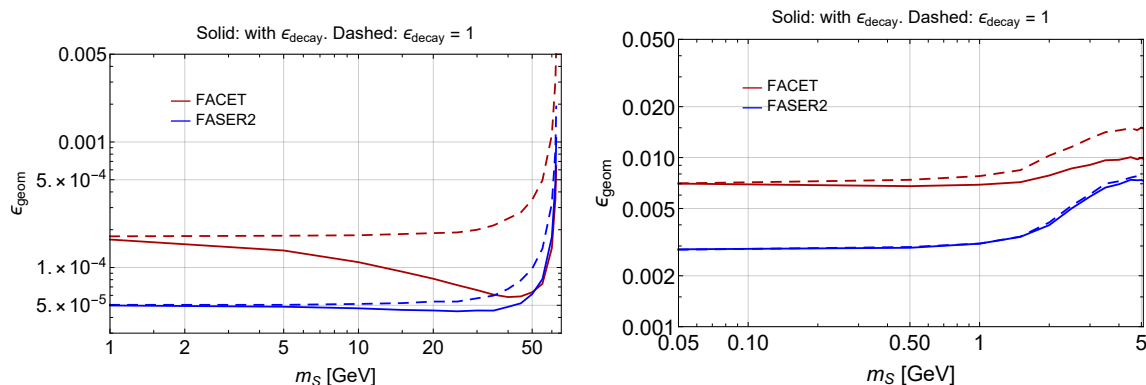 Solid: with ϵdecay. Dashed: ϵdecay = 1
0.005
0.001
5.×10-4
1.×10-4
5.×10-5
ϵgeom
FACET
FASER2
1 2 5 10 20 50
mS [GeV]
Solid: with ϵdecay. Dashed: ϵdecay = 1
0.050
0.020
0.010
0.005
0.002
0.001
ϵgeom
FACET
FASER2
0.05 0.10 0.50 1 5
mS [GeV]